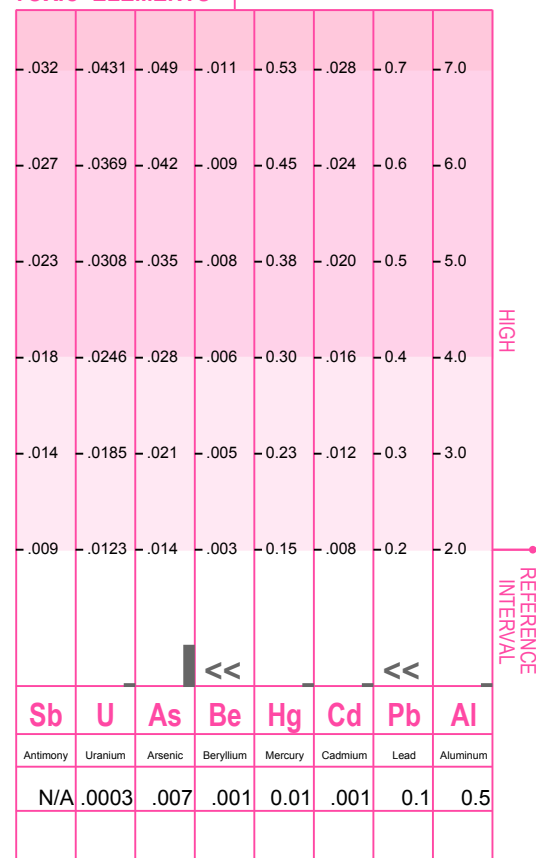 .032 .0431 .049 .011 0.53 .028 0.7 7.0
.027 .0369 .042 .009 0.45 .024 0.6 6.0
.023 .0308 .035 .008 0.38 .020 0.5 5.0
HIGH
.018 .0246 .028 .006 0.30 .016 0.4 4.0
.014 .0185 .021 .005 0.23 .012 0.3 3.0
.009 .0123 .014 .003 0.15 .008 0.2 2.0
REFERENCE
INTERVAL
<< <<
Sb U As Be Hg Cd Pb Al
Antimony Uranium Arsenic Beryllium Mercury Cadmium Lead Aluminum
N/A .0003 .007 .001 0.01 .001 0.1 0.5